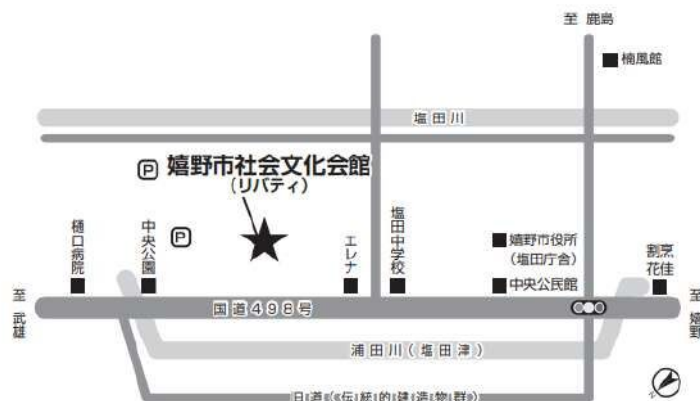 至 鹿島
楠風館
塩田川
P 嬉野市社会文化会館
(リバティ)
P
樋口病院
中央公園
エレナ
塩田中学校
嬉野市役所
(塩田庁舎)
中央公民館
割烹
花佳
至 武雄
国道498号
至 嬉野
浦田川(塩田津)
旧道(《伝統的建造物群》)
N